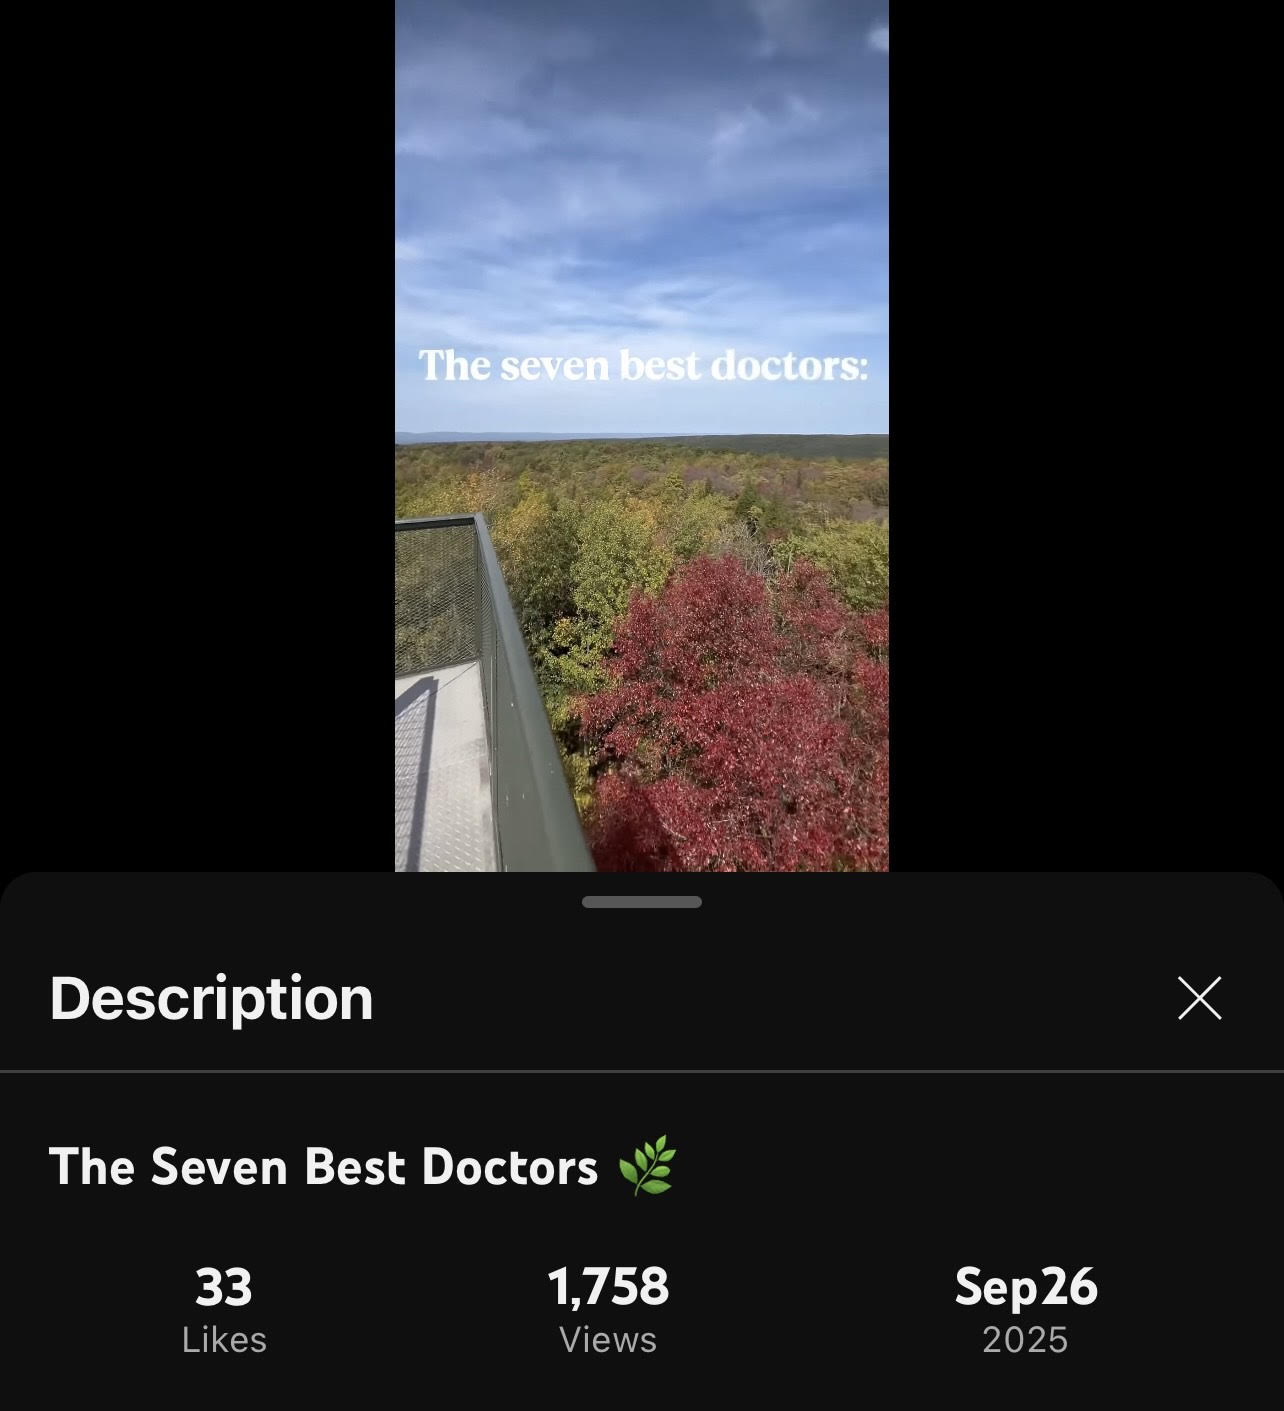 The seven best doctors:
Description
The Seven Best Doctors 🌿
33
1,758
Sep26
Likes
Views
2025